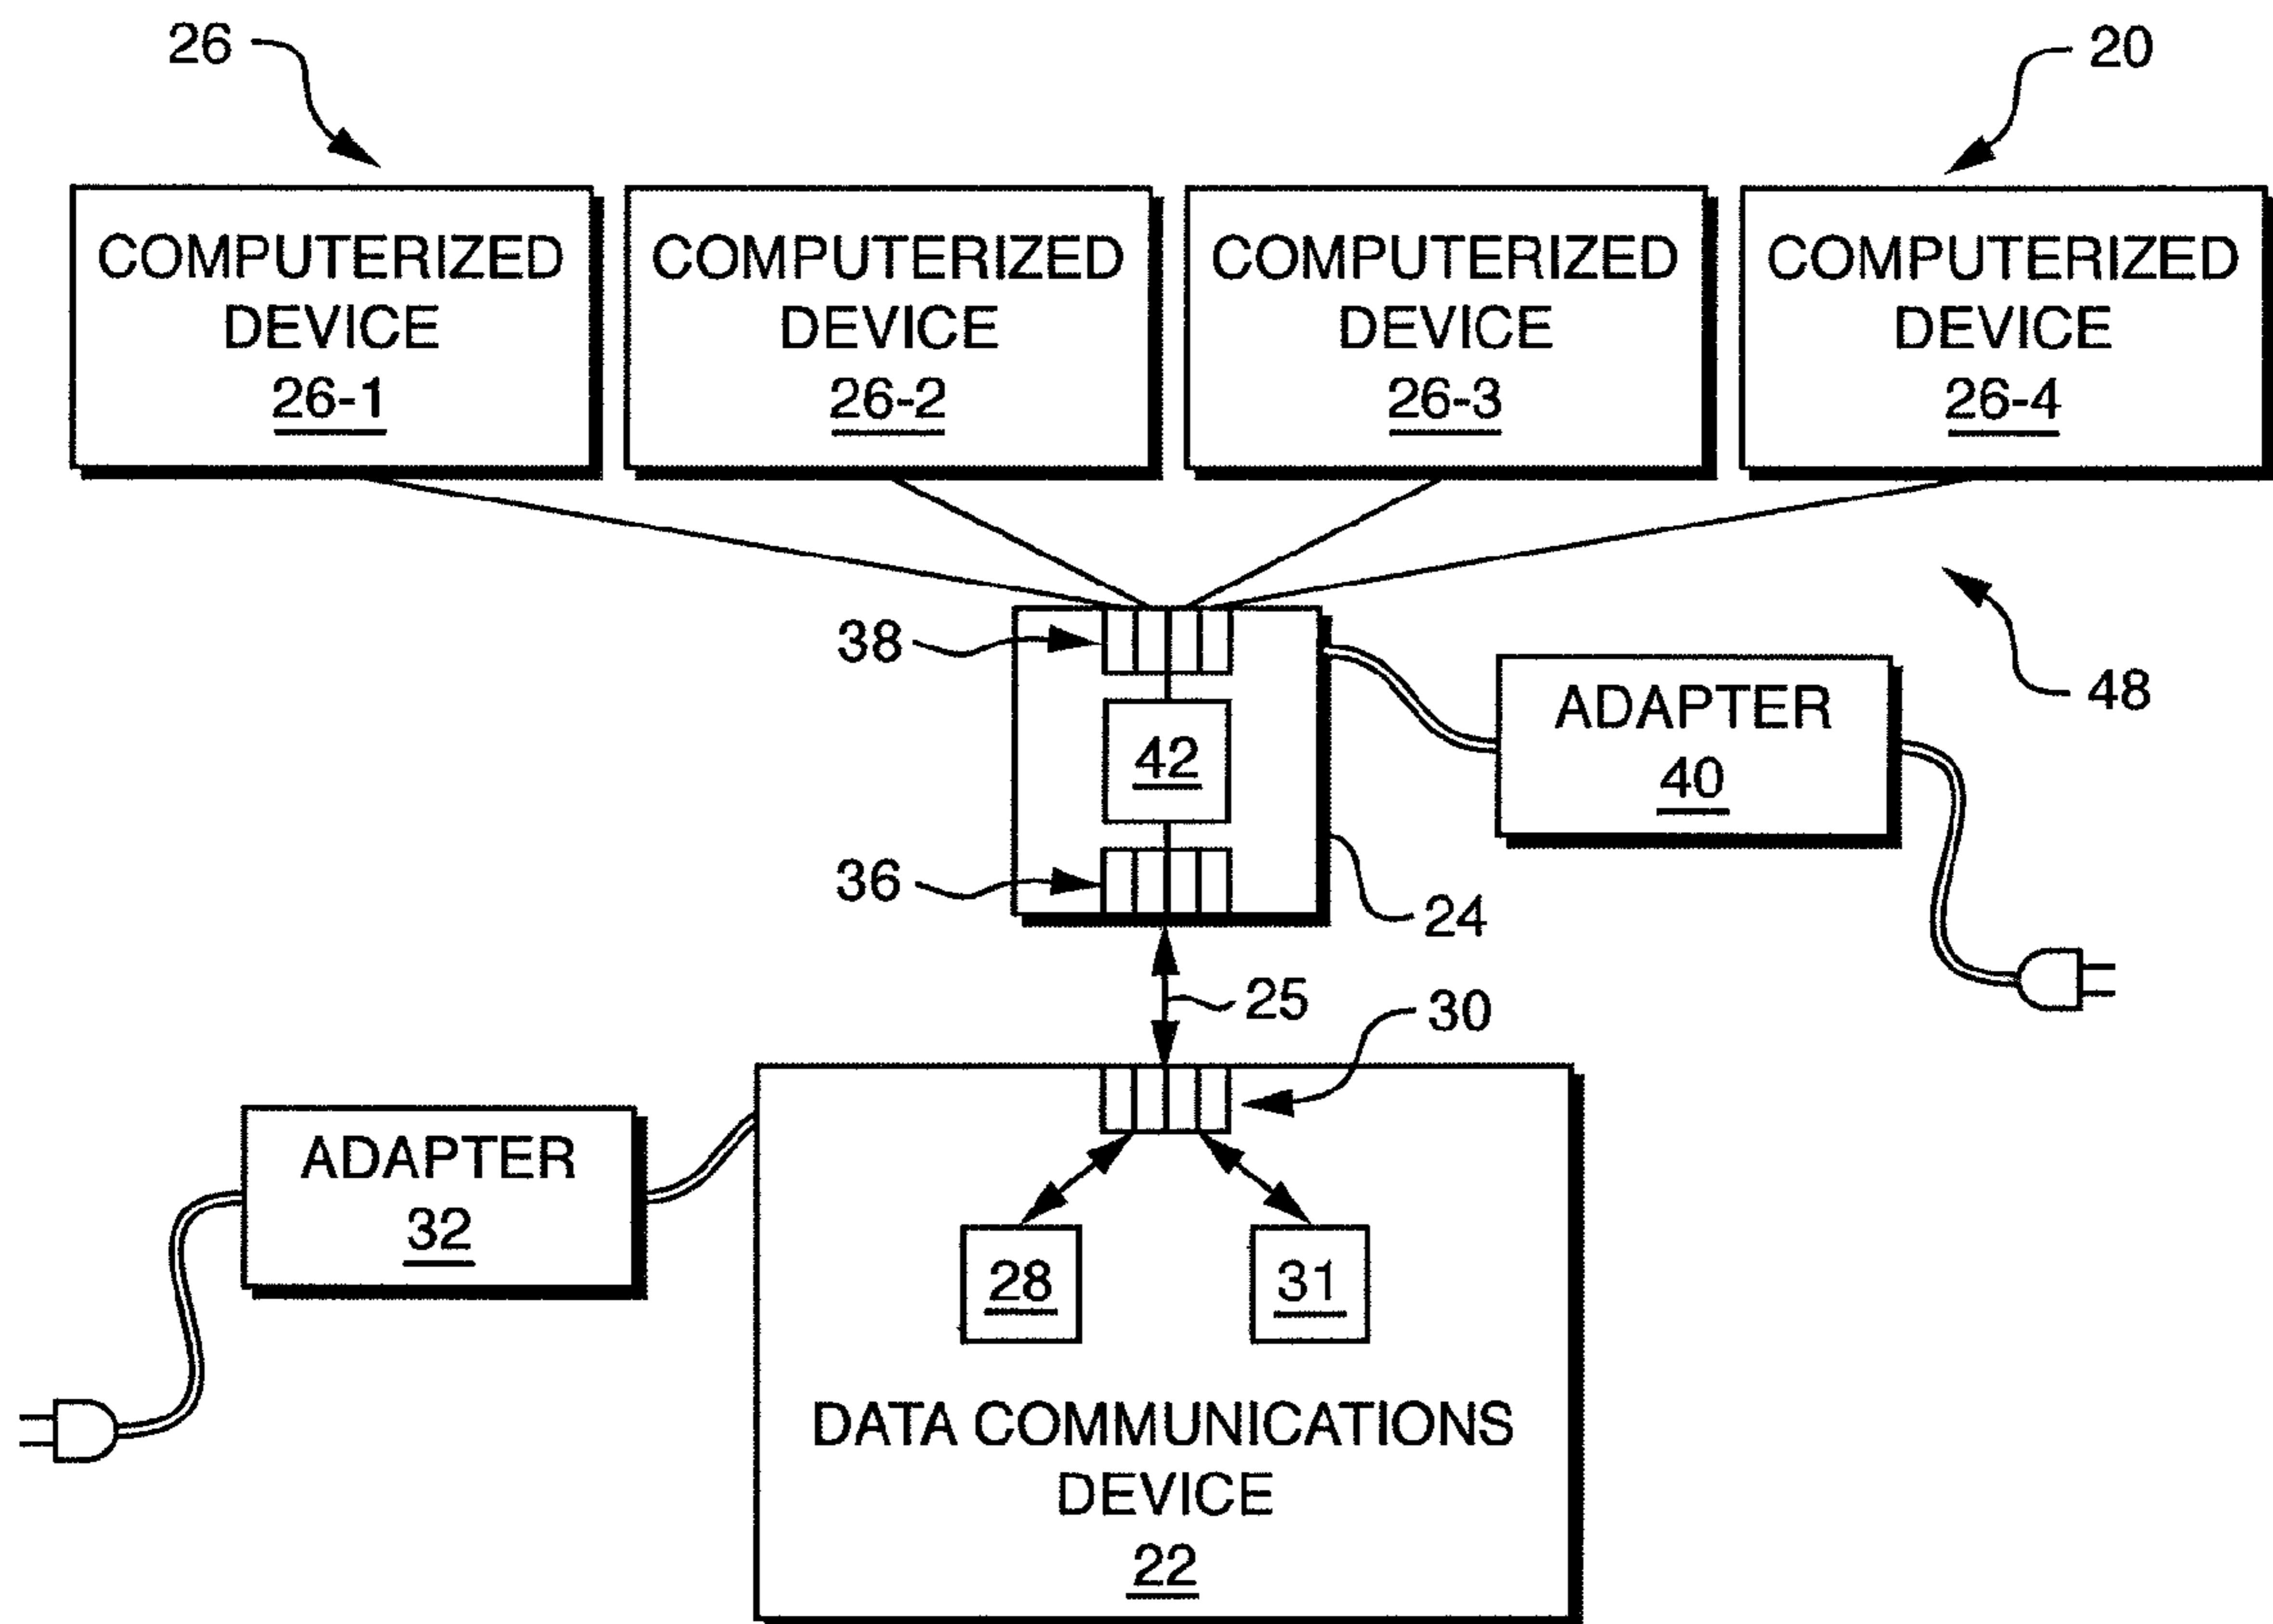 26
20
COMPUTERIZED
DEVICE
26-1
COMPUTERIZED
DEVICE
26-2
COMPUTERIZED
DEVICE
26-3
COMPUTERIZED
DEVICE
26-4
38
48
42
ADAPTER
40
36
24
25
30
ADAPTER
32
28
31
DATA COMMUNICATIONS
DEVICE
22